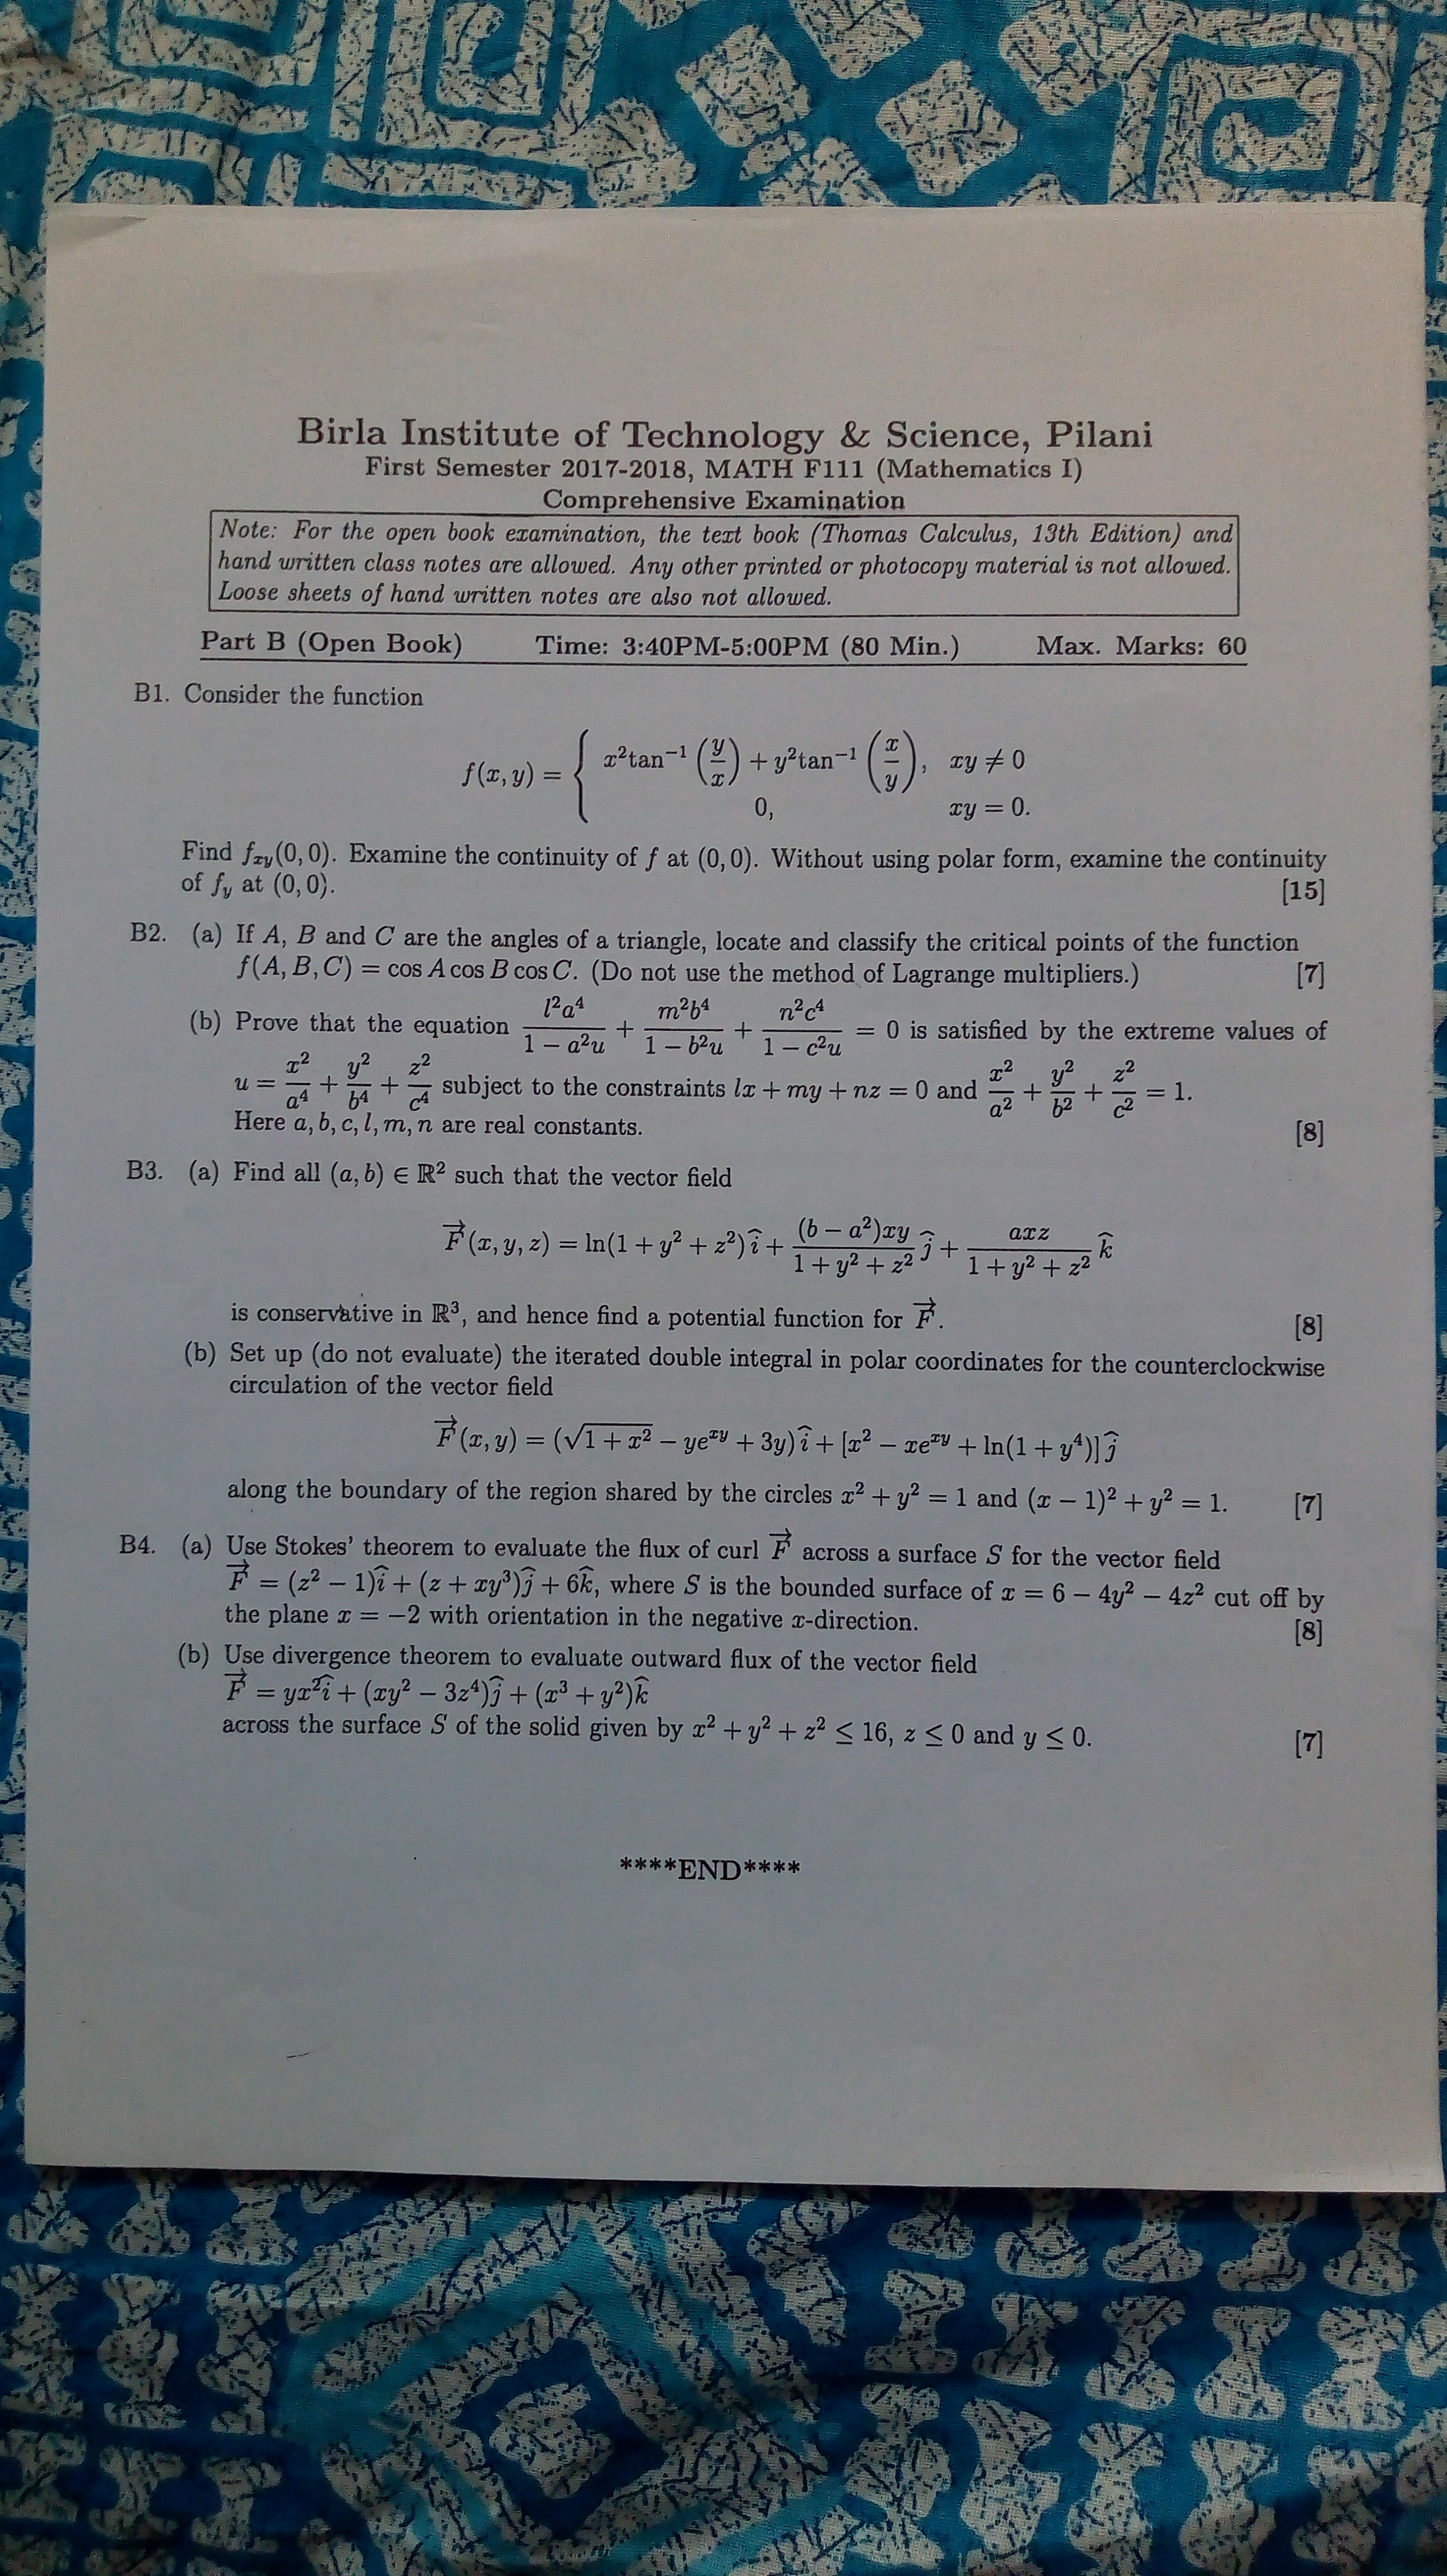 Birla Institute of Technology & Science, Pilani
First Semester 2017-2018, MATH F111 (Mathematics I)
Comprehensive Examination
Note: For the open book examination, the text book (Thomas Calculus, 13th Edition) and
hand written class notes are allowed. Any other printed or photocopy material is not allowed.
Loose sheets of hand written notes are also not allowed.
Part B (Open Book) Time: 3:40PM-5:00PM (80 Min.) Max. Marks: 60
B1. Consider the function
$f(x, y) = \begin{cases} x^2 \tan^{-1}\left(\frac{y}{x}\right) + y^2 \tan^{-1}\left(\frac{x}{y}\right), & xy \neq 0 \\ 0, & xy = 0. \end{cases}$
Find $f_{xy}(0,0)$. Examine the continuity of $f$ at $(0,0)$. Without using polar form, examine the continuity
of $f_y$ at $(0,0)$. [15]
B2. (a) If $A$, $B$ and $C$ are the angles of a triangle, locate and classify the critical points of the function
$f(A, B, C) = \cos A \cos B \cos C$. (Do not use the method of Lagrange multipliers.) [7]
(b) Prove that the equation $\frac{l^2a^4}{1-a^2u} + \frac{m^2b^4}{1-b^2u} + \frac{n^2c^4}{1-c^2u} = 0$ is satisfied by the extreme values of
$u = \frac{x^2}{a^4} + \frac{y^2}{b^4} + \frac{z^2}{c^4}$ subject to the constraints $lx + my + nz = 0$ and $\frac{x^2}{a^2} + \frac{y^2}{b^2} + \frac{z^2}{c^2} = 1$.
Here $a, b, c, l, m, n$ are real constants. [8]
B3. (a) Find all $(a, b) \in \mathbb{R}^2$ such that the vector field
$\overrightarrow{F}(x, y, z) = \ln(1 + y^2 + z^2)\,\widehat{i} + \frac{(b - a^2)xy}{1 + y^2 + z^2}\,\widehat{j} + \frac{axz}{1 + y^2 + z^2}\,\widehat{k}$
is conservative in $\mathbb{R}^3$, and hence find a potential function for $\overrightarrow{F}$. [8]
(b) Set up (do not evaluate) the iterated double integral in polar coordinates for the counterclockwise
circulation of the vector field
$\overrightarrow{F}(x, y) = (\sqrt{1 + x^2} - ye^{xy} + 3y)\,\widehat{i} + [x^2 - xe^{xy} + \ln(1 + y^4)]\,\widehat{j}$
along the boundary of the region shared by the circles $x^2 + y^2 = 1$ and $(x - 1)^2 + y^2 = 1$. [7]
B4. (a) Use Stokes' theorem to evaluate the flux of curl $\overrightarrow{F}$ across a surface $S$ for the vector field
$\overrightarrow{F} = (z^2 - 1)\widehat{i} + (z + xy^3)\widehat{j} + 6\widehat{k}$, where $S$ is the bounded surface of $x = 6 - 4y^2 - 4z^2$ cut off by
the plane $x = -2$ with orientation in the negative $x$-direction. [8]
(b) Use divergence theorem to evaluate outward flux of the vector field
$\overrightarrow{F} = yx^2\widehat{i} + (xy^2 - 3z^4)\widehat{j} + (x^3 + y^2)\widehat{k}$
across the surface $S$ of the solid given by $x^2 + y^2 + z^2 \leq 16$, $z \leq 0$ and $y \leq 0$. [7]
****END****